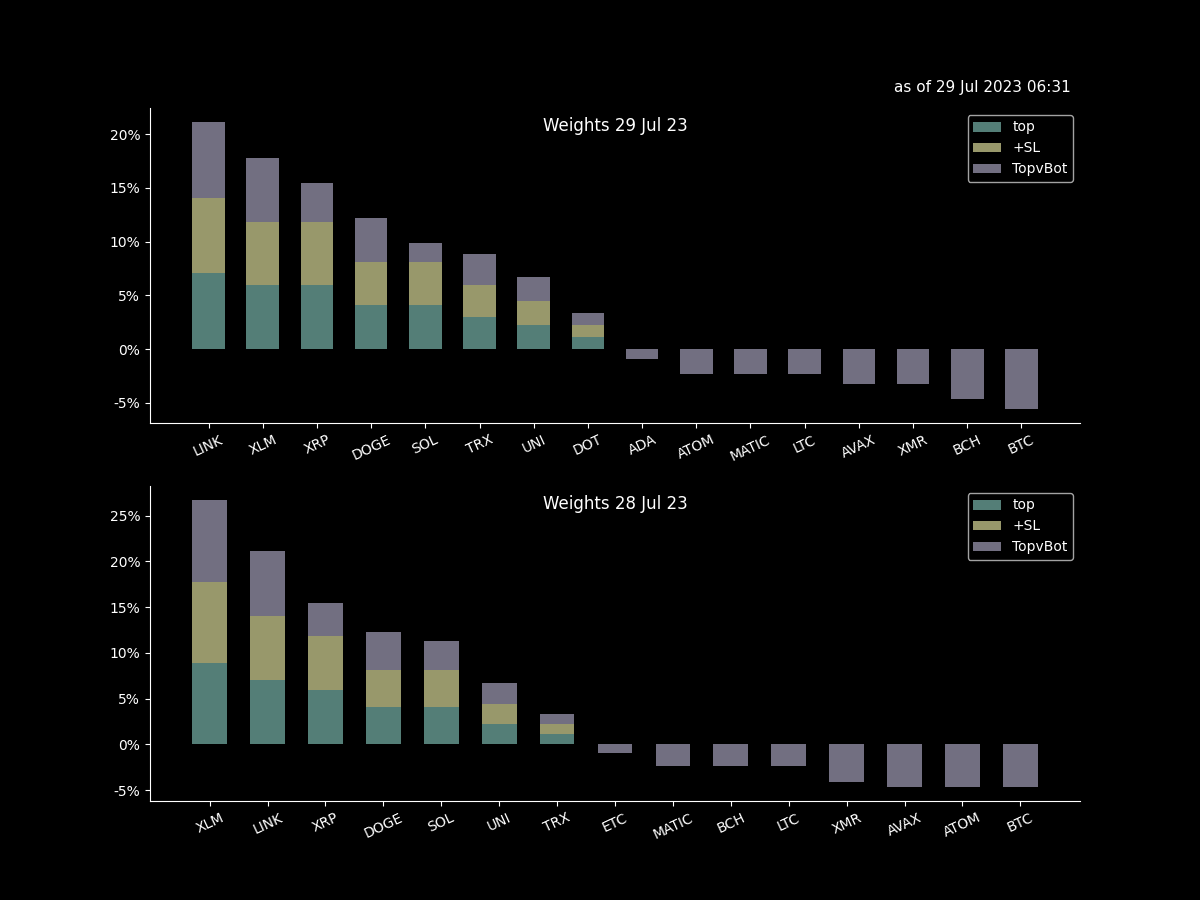 as of 29 Jul 2023 06:31
Weights 29 Jul 23
top
+SL
TopvBot
20%
15%
10%
5%
0%
-5%
LINK XLM XRP DOGE SOL TRX UNI DOT ADA ATOM MATIC LTC AVAX XMR BCH BTC
Weights 28 Jul 23
top
+SL
TopvBot
25%
20%
15%
10%
5%
0%
-5%
XLM LINK XRP DOGE SOL UNI TRX ETC MATIC BCH LTC XMR AVAX ATOM BTC